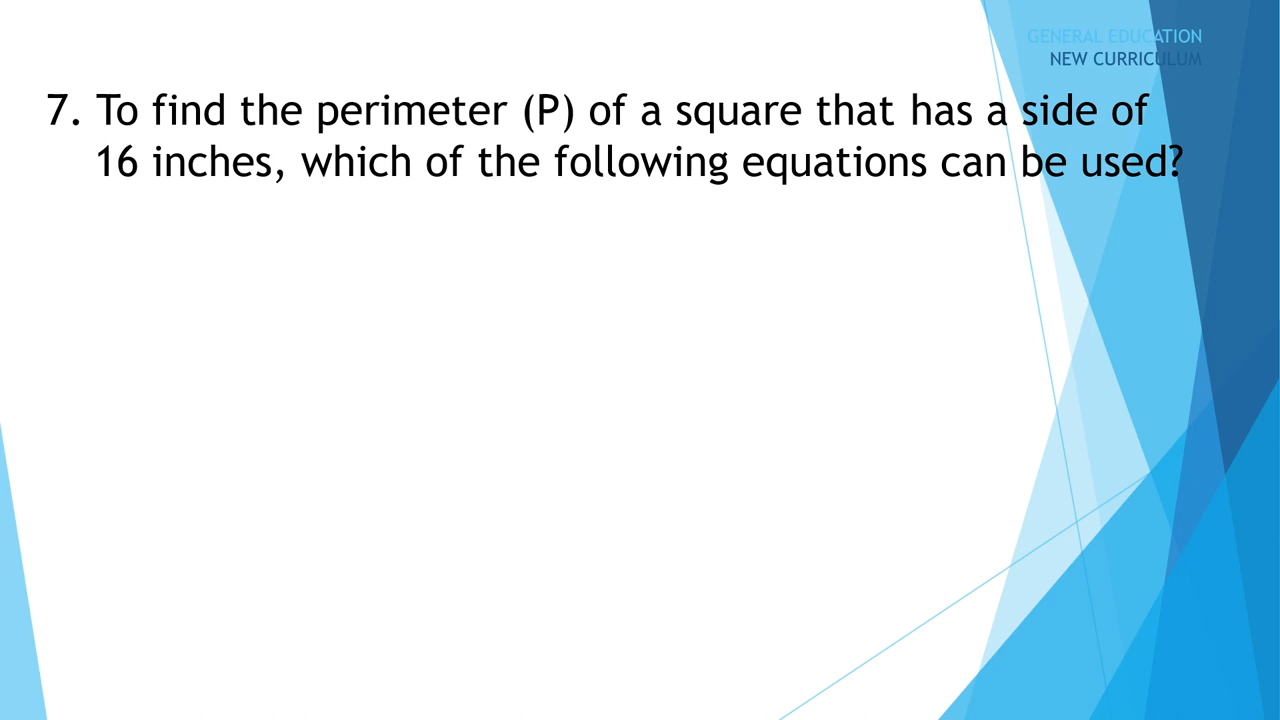 GENERAL EDUCATION
NEW CURRICULUM
7. To find the perimeter (P) of a square that has a side of
16 inches, which of the following equations can be used?